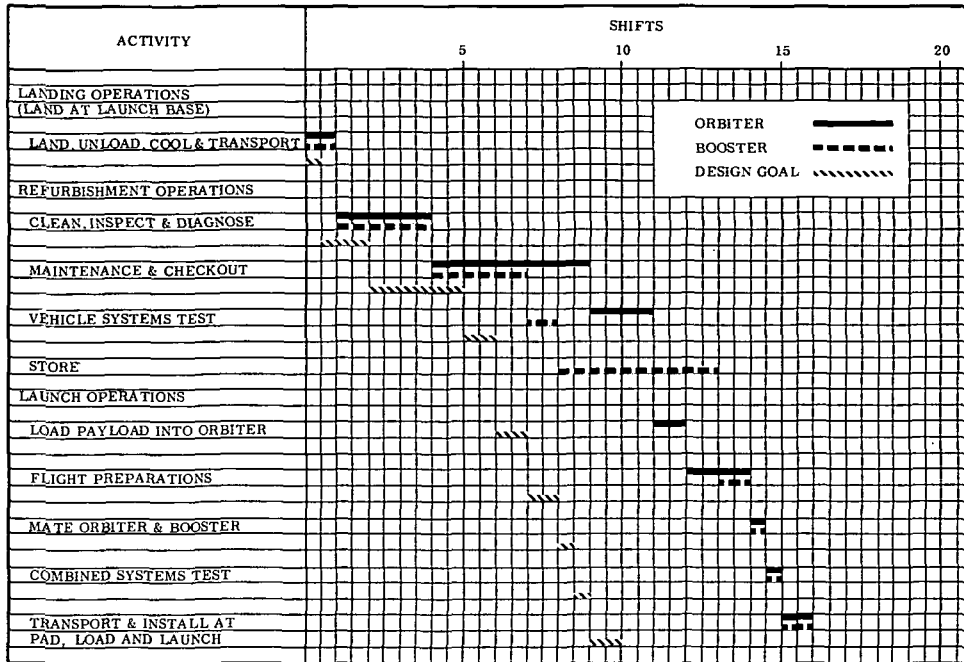 ACTIVITY
SHIFTS
5 10 15 20
LANDING OPERATIONS
(LAND AT LAUNCH BASE)
LAND, UNLOAD, COOL & TRANSPORT
REFURBISHMENT OPERATIONS
CLEAN, INSPECT & DIAGNOSE
MAINTENANCE & CHECKOUT
VEHICLE SYSTEMS TEST
STORE
LAUNCH OPERATIONS
LOAD PAYLOAD INTO ORBITER
FLIGHT PREPARATIONS
MATE ORBITER & BOOSTER
COMBINED SYSTEMS TEST
TRANSPORT & INSTALL AT
PAD, LOAD AND LAUNCH
ORBITER
BOOSTER
DESIGN GOAL